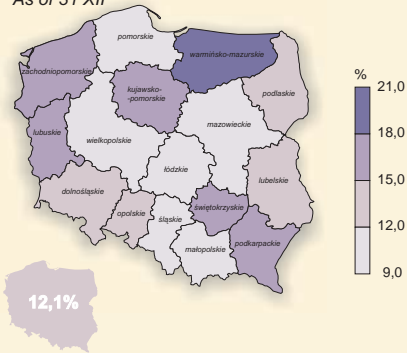 As of 31 XII
pomorskie
warmińsko-mazurskie
zachodniopomorskie
kujawsko-
-pomorskie
podlaskie
%
21,0
lubuskie
wielkopolskie
mazowieckie
18,0
łódzkie
15,0
dolnośląskie
lubelskie
opolskie
śląskie
świętokrzyskie
12,0
małopolskie
podkarpackie
9,0
12,1%